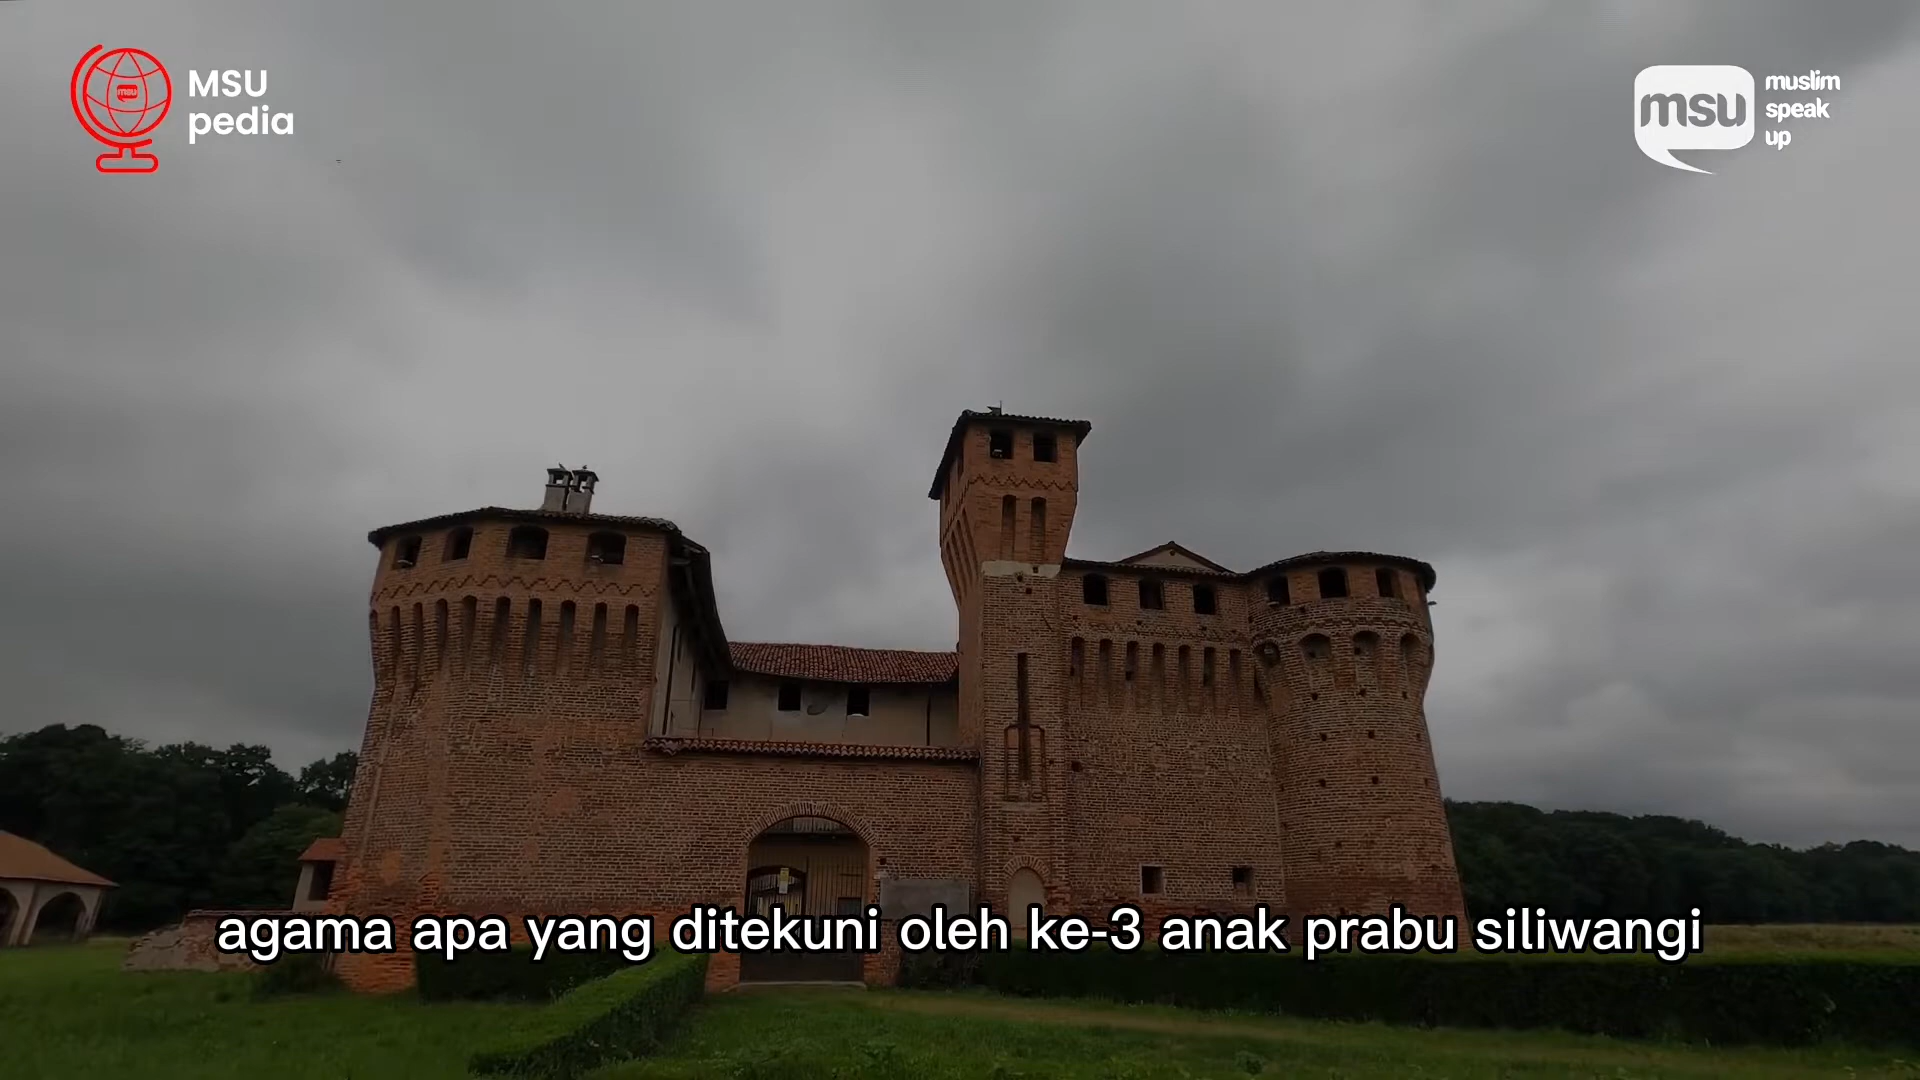 MSU
pedia
msu
muslim
speak
up
agama apa yang ditekuni oleh ke-3 anak prabu siliwangi